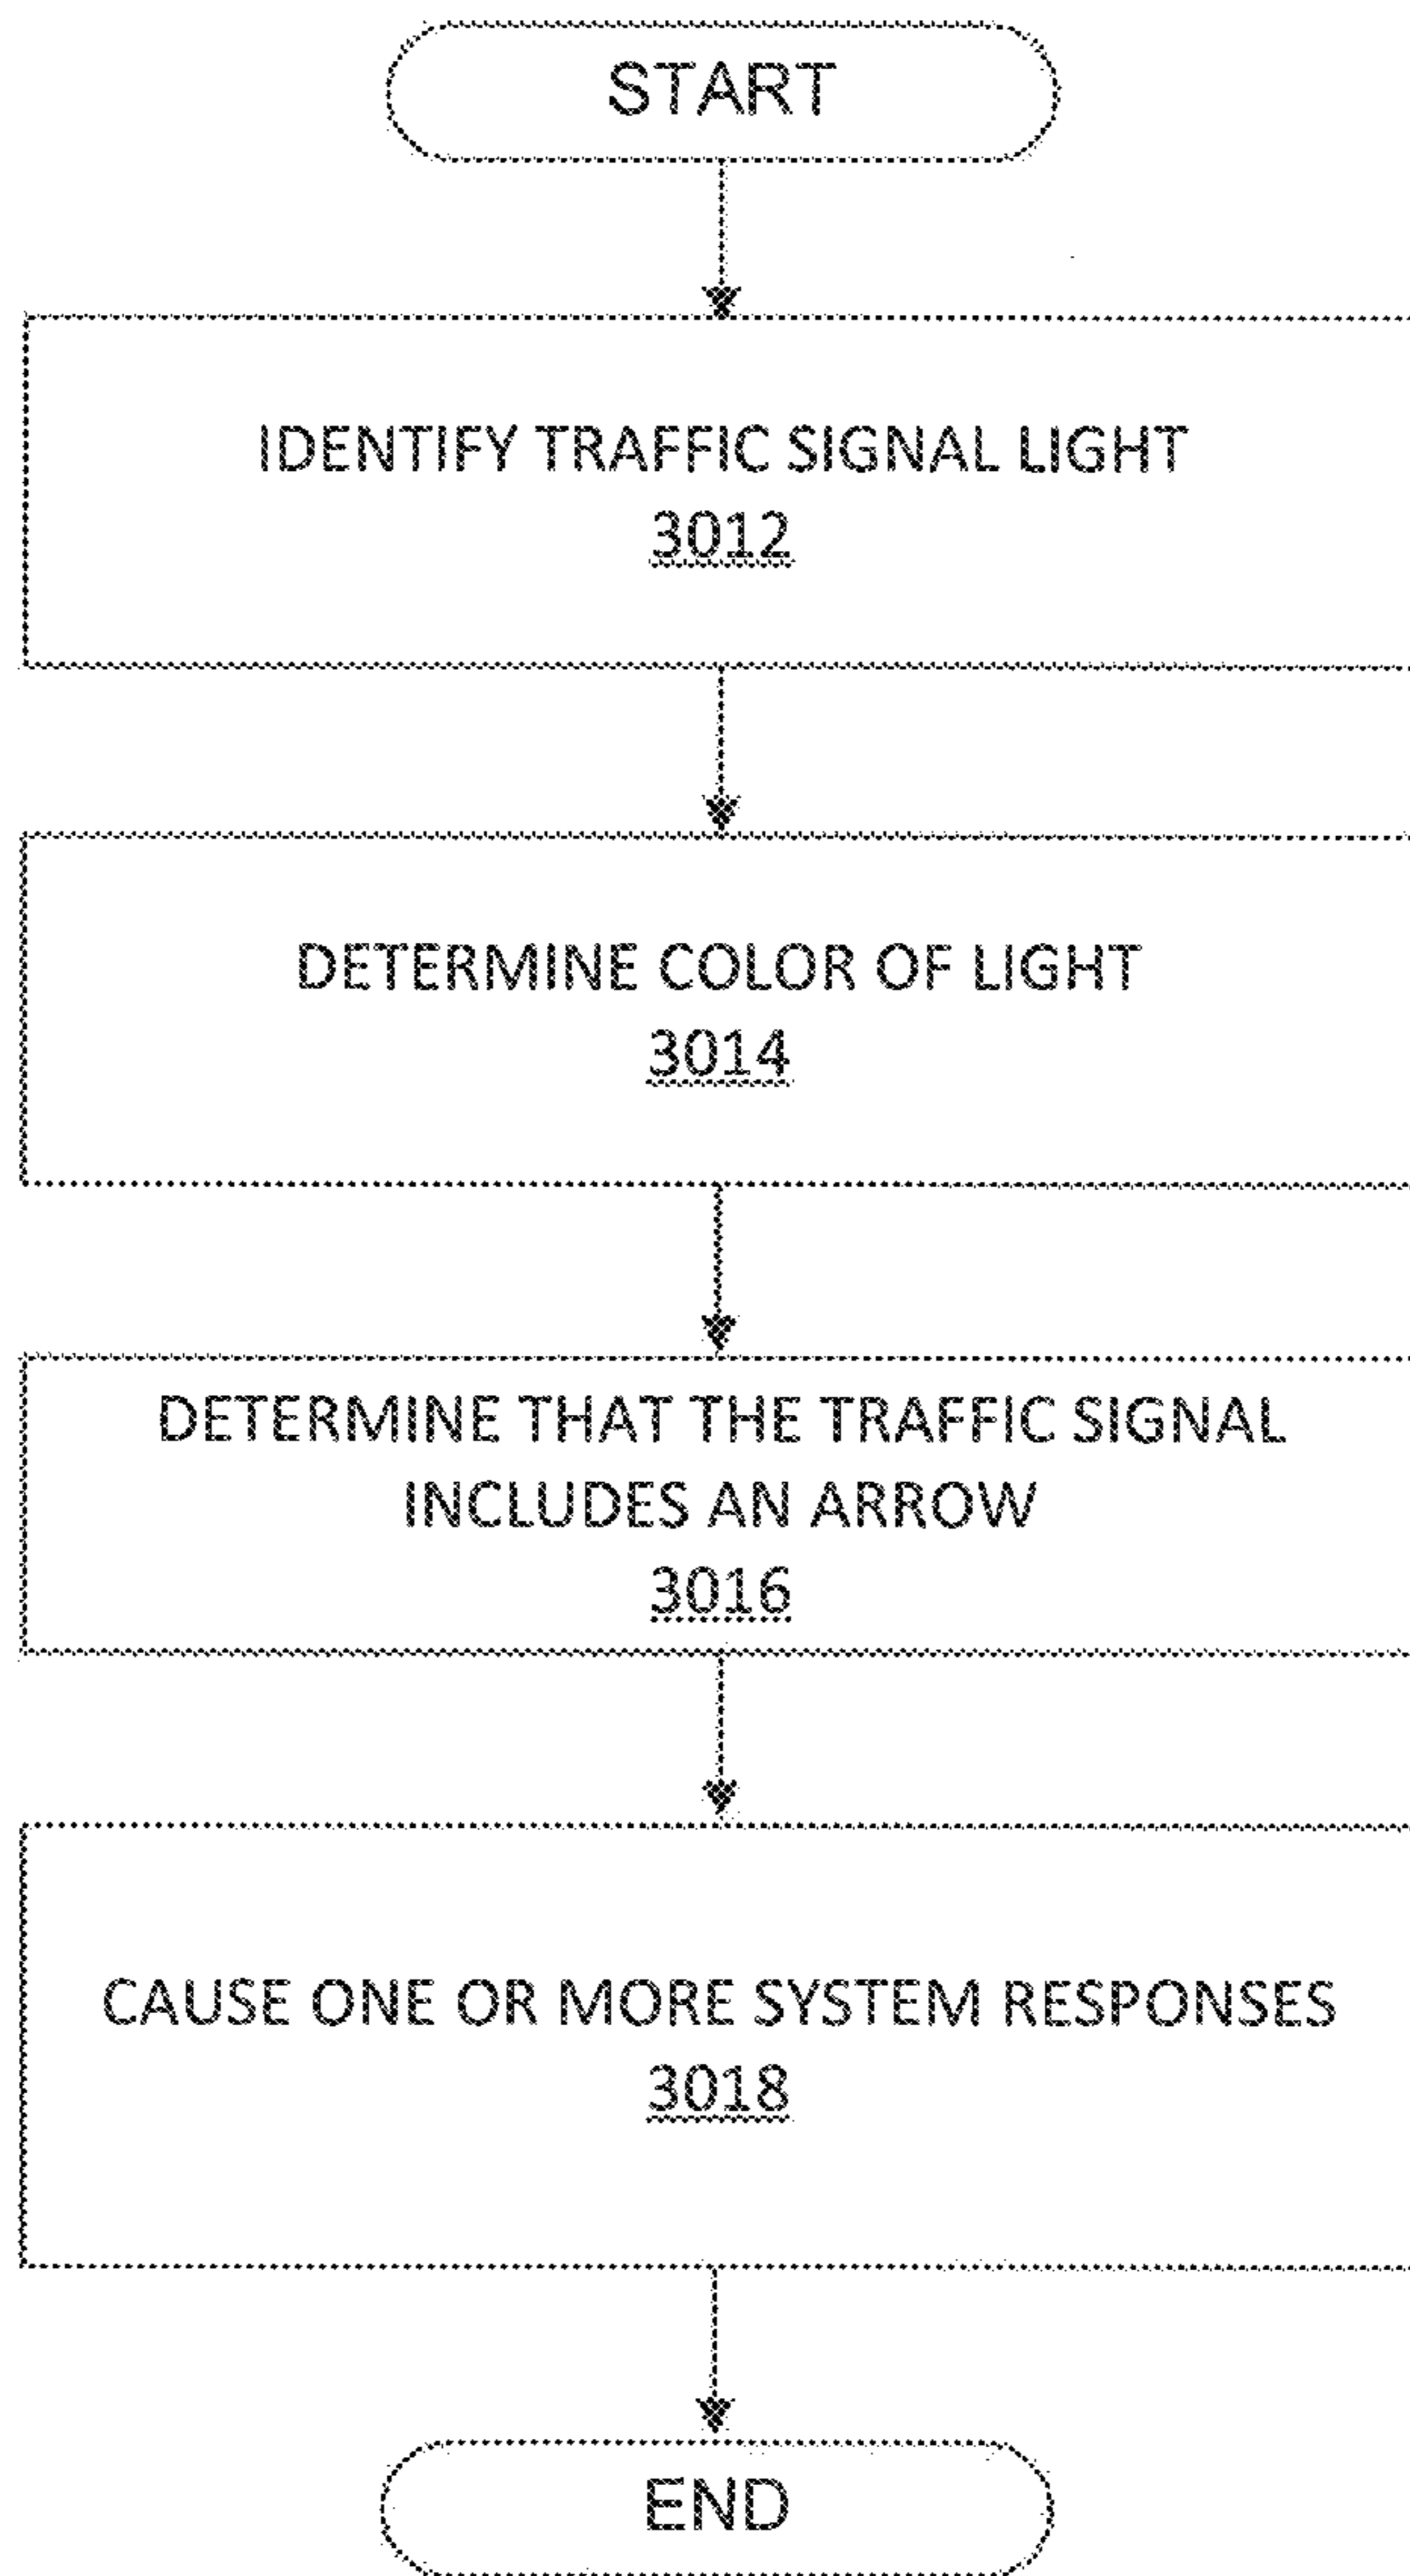 START
IDENTIFY TRAFFIC SIGNAL LIGHT
3012
DETERMINE COLOR OF LIGHT
3014
DETERMINE THAT THE TRAFFIC SIGNAL
INCLUDES AN ARROW
3016
CAUSE ONE OR MORE SYSTEM RESPONSES
3018
END